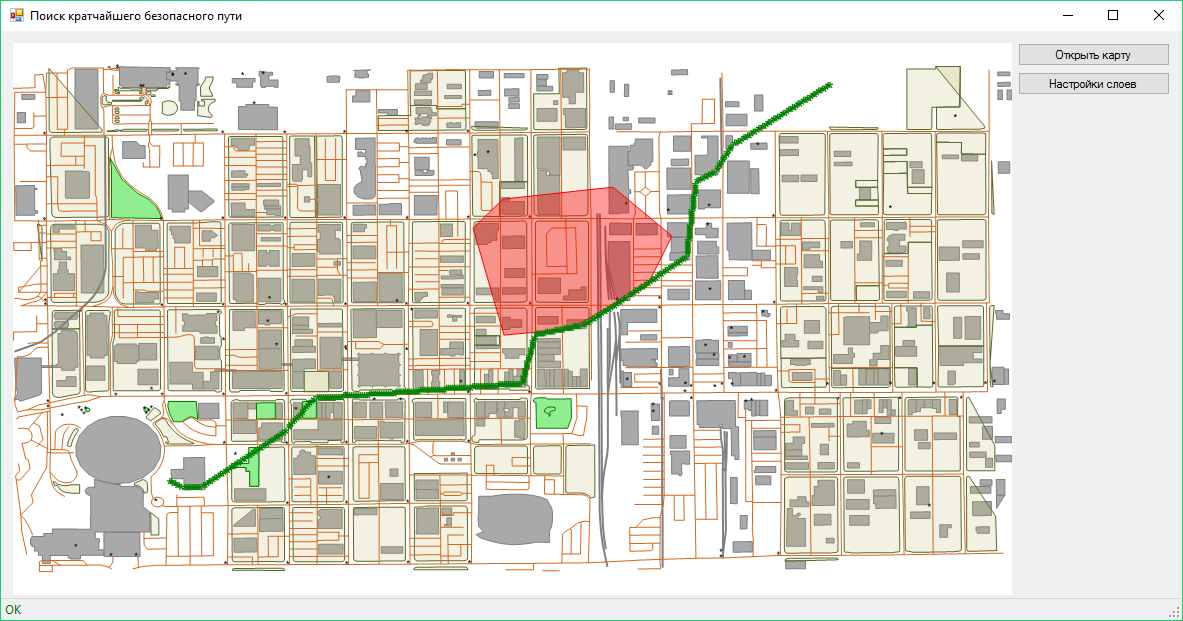 Поиск кратчайшего безопасного пути
Открыть карту
Настройки слоев
OK